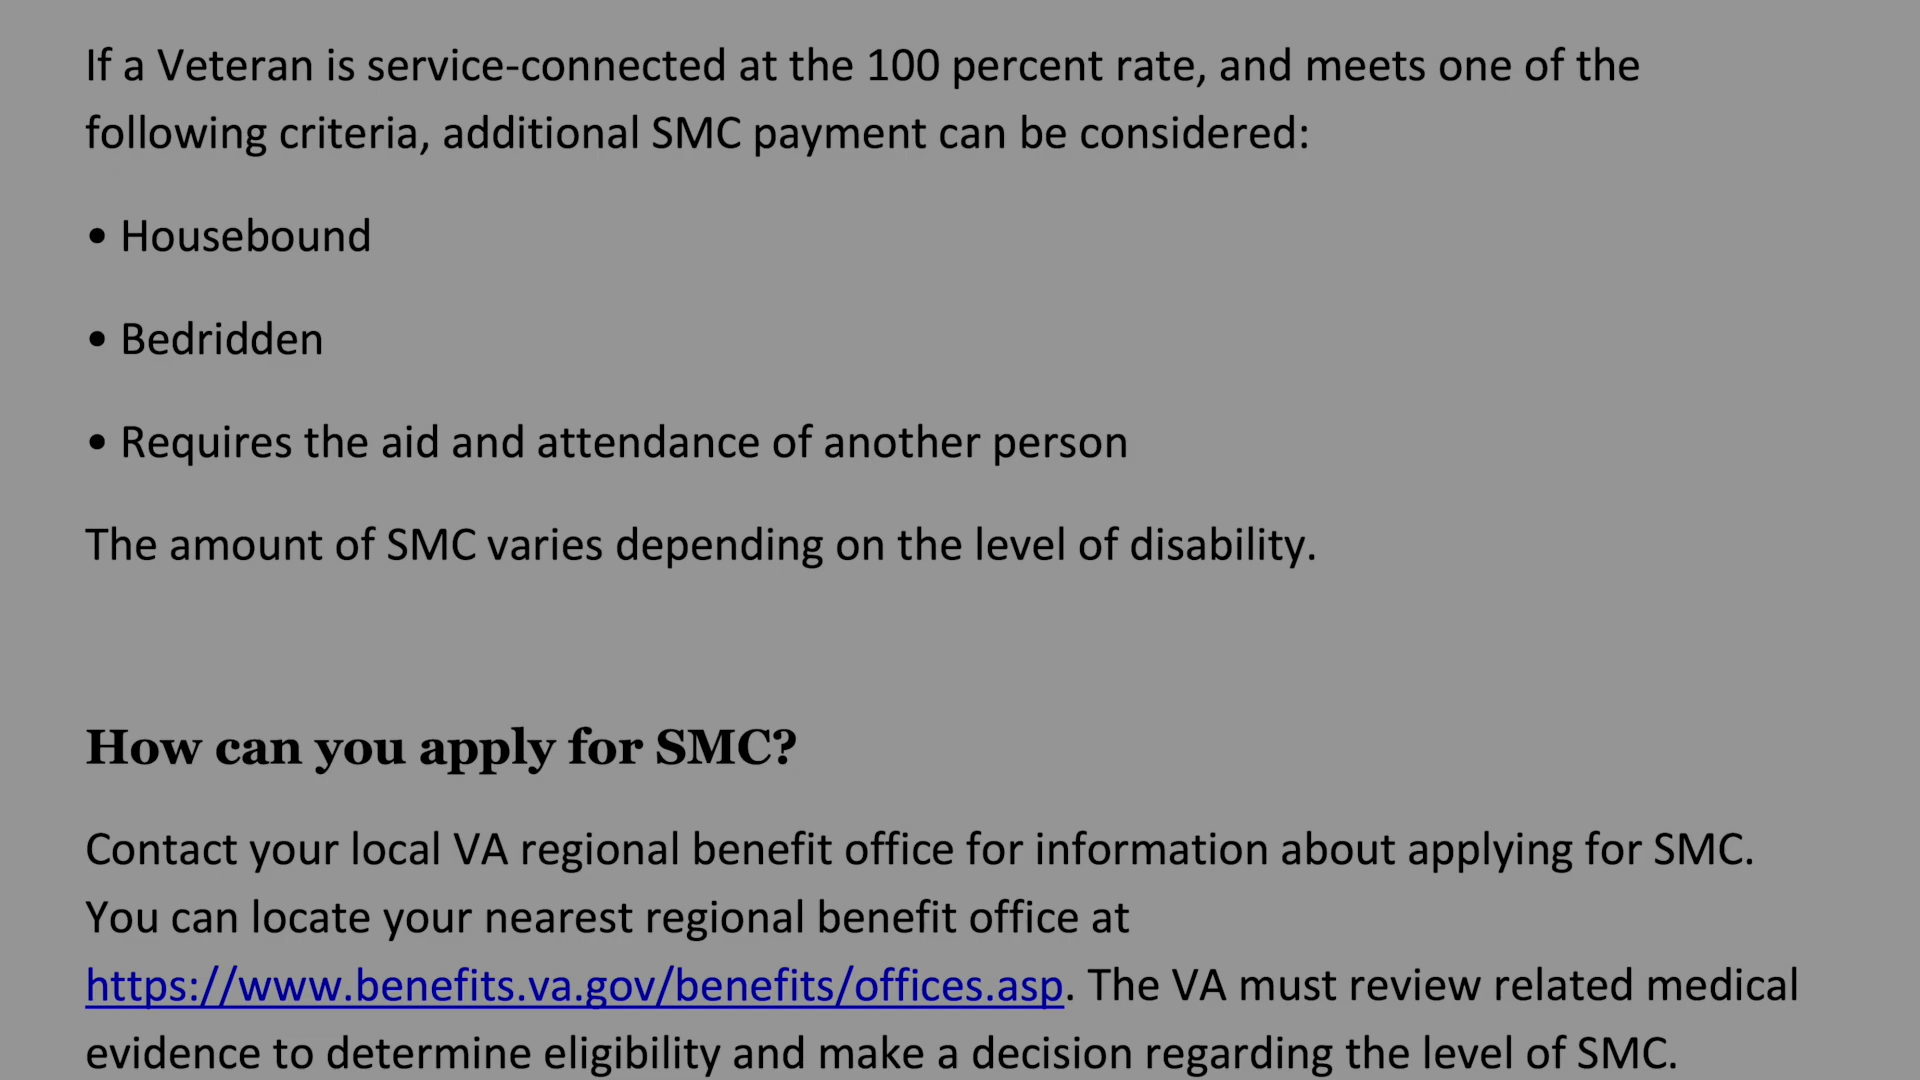 If a Veteran is service-connected at the 100 percent rate, and meets one of the
following criteria, additional SMC payment can be considered:
• Housebound
• Bedridden
• Requires the aid and attendance of another person
The amount of SMC varies depending on the level of disability.
How can you apply for SMC?
Contact your local VA regional benefit office for information about applying for SMC.
You can locate your nearest regional benefit office at
https://www.benefits.va.gov/benefits/offices.asp. The VA must review related medical
evidence to determine eligibility and make a decision regarding the level of SMC.